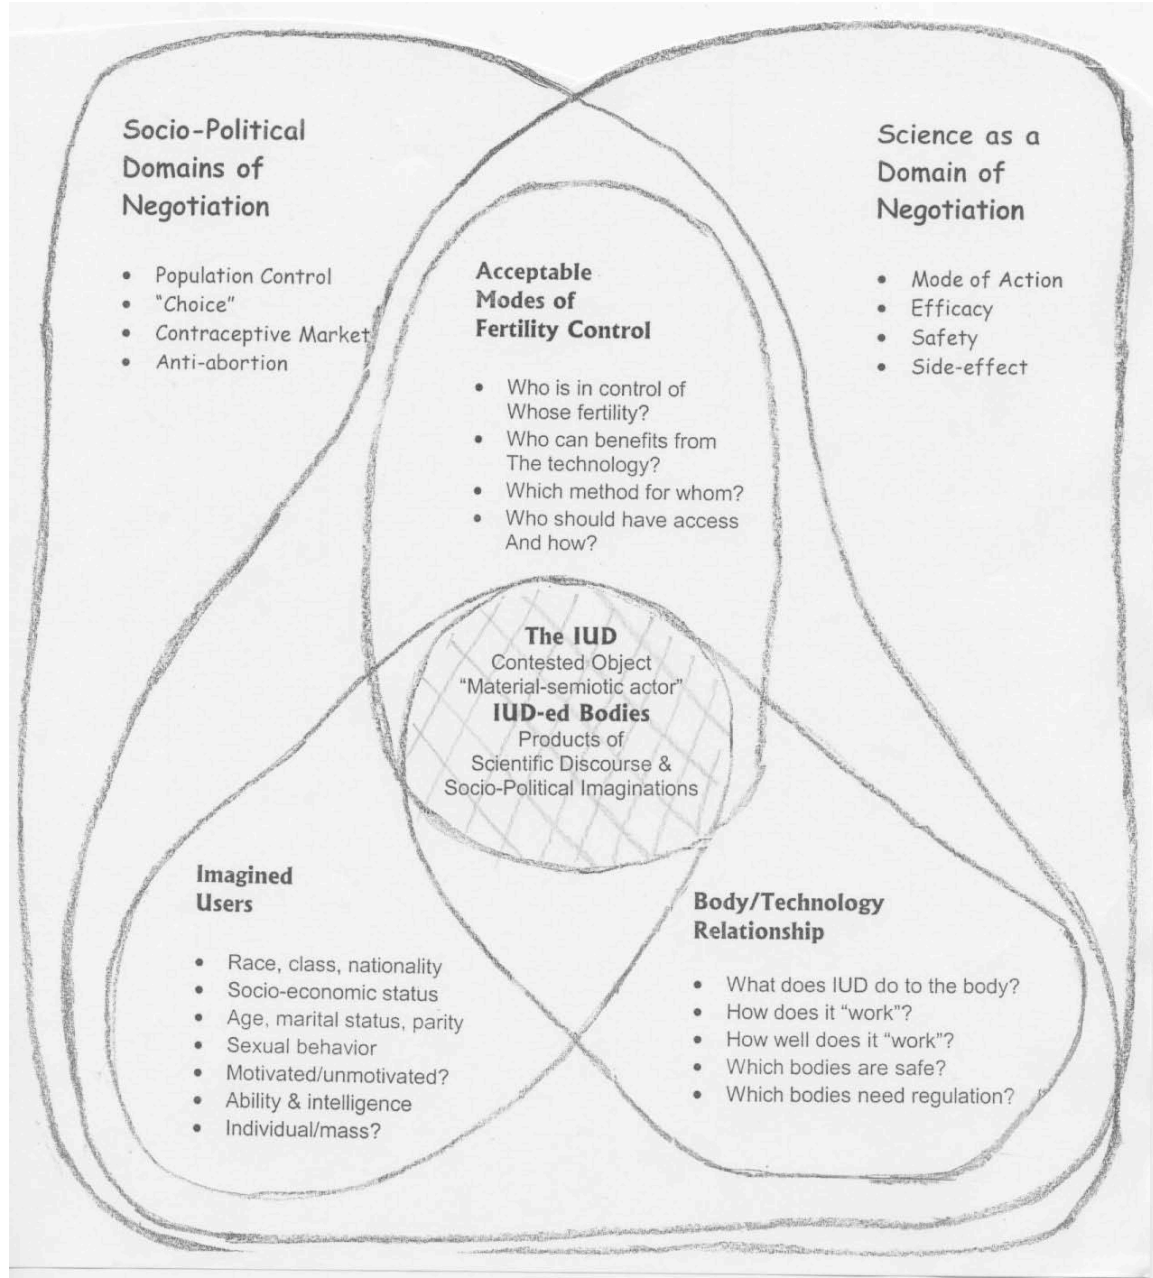 Socio-Political
Domains of
Negotiation
• Population Control
• “Choice”
• Contraceptive Market
• Anti-abortion
Science as a
Domain of
Negotiation
• Mode of Action
• Efficacy
• Safety
• Side-effect
Acceptable
Modes of
Fertility Control
• Who is in control of
Whose fertility?
• Who can benefits from
The technology?
• Which method for whom?
• Who should have access
And how?
The IUD
Contested Object
“Material-semiotic actor”
IUD-ed Bodies
Products of
Scientific Discourse &
Socio-Political Imaginations
Imagined
Users
• Race, class, nationality
• Socio-economic status
• Age, marital status, parity
• Sexual behavior
• Motivated/unmotivated?
• Ability & intelligence
• Individual/mass?
Body/Technology
Relationship
• What does IUD do to the body?
• How does it “work”?
• How well does it “work”?
• Which bodies are safe?
• Which bodies need regulation?